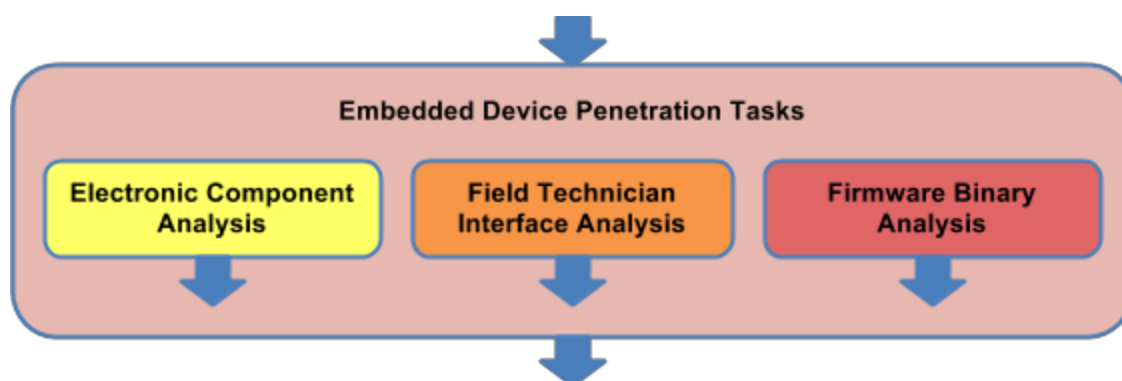 Embedded Device Penetration Tasks
Electronic Component
Analysis
Field Technician
Interface Analysis
Firmware Binary
Analysis